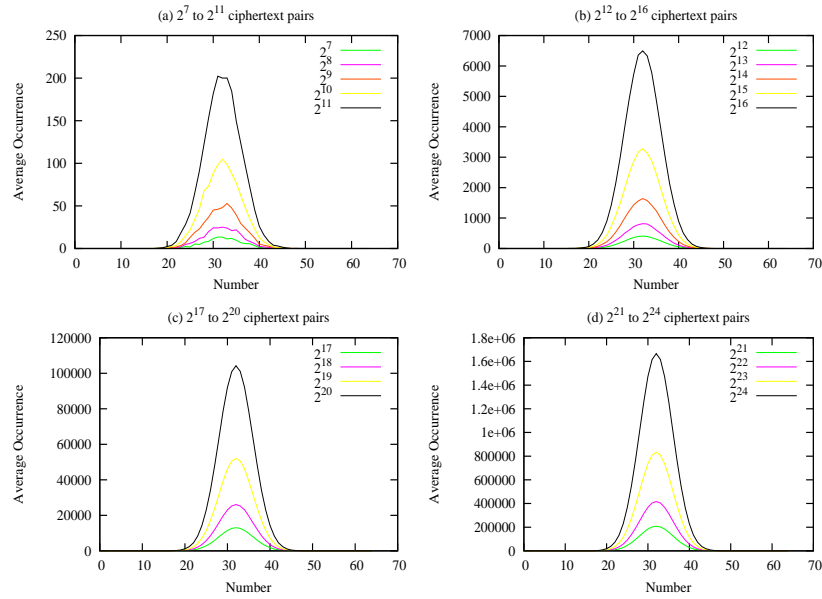 (a) 2^7 to 2^11 ciphertext pairs
250
200
150
100
50
0
0 10 20 30 40 50 60 70
Average Occurrence
Number
2^7
2^8
2^9
2^10
2^11
(b) 2^12 to 2^16 ciphertext pairs
7000
6000
5000
4000
3000
2000
1000
0
0 10 20 30 40 50 60 70
Average Occurrence
Number
2^12
2^13
2^14
2^15
2^16
(c) 2^17 to 2^20 ciphertext pairs
120000
100000
80000
60000
40000
20000
0
0 10 20 30 40 50 60 70
Average Occurrence
Number
2^17
2^18
2^19
2^20
(d) 2^21 to 2^24 ciphertext pairs
1.8e+06
1.6e+06
1.4e+06
1.2e+06
1e+06
800000
600000
400000
200000
0
0 10 20 30 40 50 60 70
Average Occurrence
Number
2^21
2^22
2^23
2^24